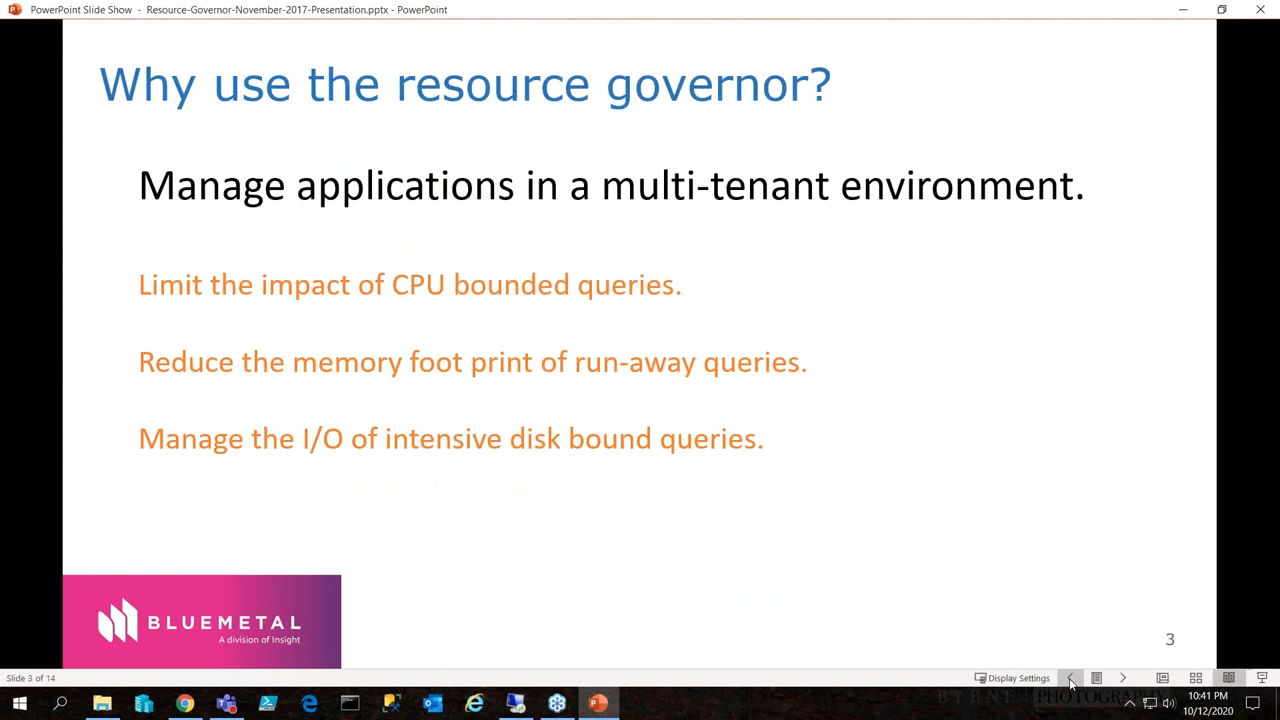 PowerPoint Slide Show - Resource-Governor-November-2017-Presentation.pptx - PowerPoint
Why use the resource governor?
Manage applications in a multi-tenant environment.
Limit the impact of CPU bounded queries.
Reduce the memory foot print of run-away queries.
Manage the I/O of intensive disk bound queries.
BLUEMETAL
A division of Insight
3
Slide 3 of 14
Display Settings
PHOTOGRAPHY
10:41 PM
10/12/2020